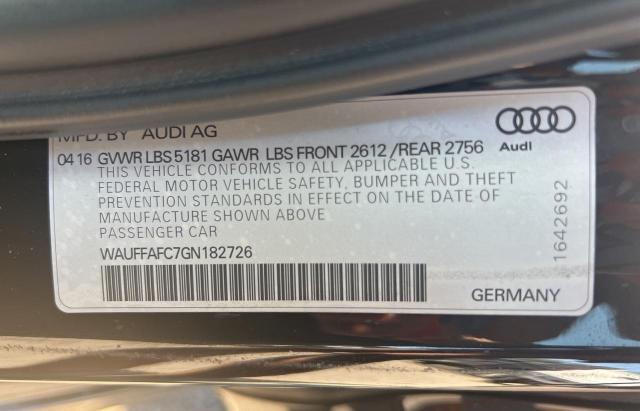 MFD. BY AUDI AG
04 16 GVWR LBS 5181 GAWR LBS FRONT 2612 /REAR 2756
THIS VEHICLE CONFORMS TO ALL APPLICABLE U.S.
FEDERAL MOTOR VEHICLE SAFETY, BUMPER AND THEFT
PREVENTION STANDARDS IN EFFECT ON THE DATE OF
MANUFACTURE SHOWN ABOVE
PASSENGER CAR
WAUFFAFC7GN182726
GERMANY
Audi
1642692